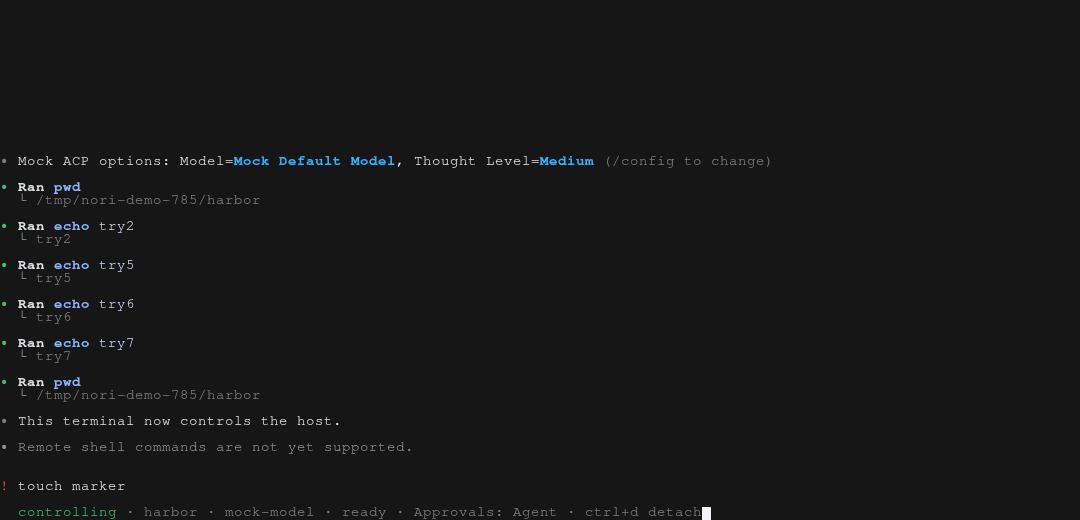 • Mock ACP options: Model=Mock Default Model, Thought Level=Medium (/config to change)
• Ran pwd
└ /tmp/nori-demo-785/harbor
• Ran echo try2
└ try2
• Ran echo try5
└ try5
• Ran echo try6
└ try6
• Ran echo try7
└ try7
• Ran pwd
└ /tmp/nori-demo-785/harbor
• This terminal now controls the host.
• Remote shell commands are not yet supported.
! touch marker
controlling · harbor · mock-model · ready · Approvals: Agent · ctrl+d detach